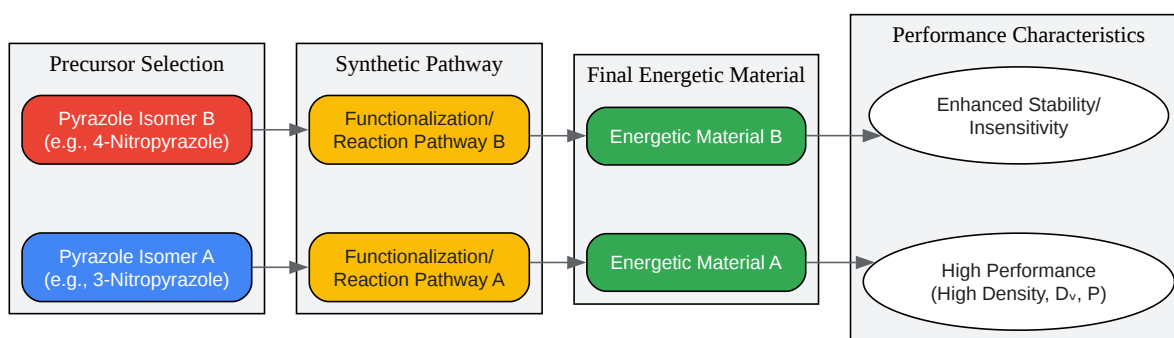 Precursor Selection
Pyrazole Isomer B
(e.g., 4-Nitropyrazole)
Pyrazole Isomer A
(e.g., 3-Nitropyrazole)
Synthetic Pathway
Functionalization/
Reaction Pathway B
Functionalization/
Reaction Pathway A
Final Energetic Material
Energetic Material B
Energetic Material A
Performance Characteristics
Enhanced Stability/
Insensitivity
High Performance
(High Density, Dᵥ, P)